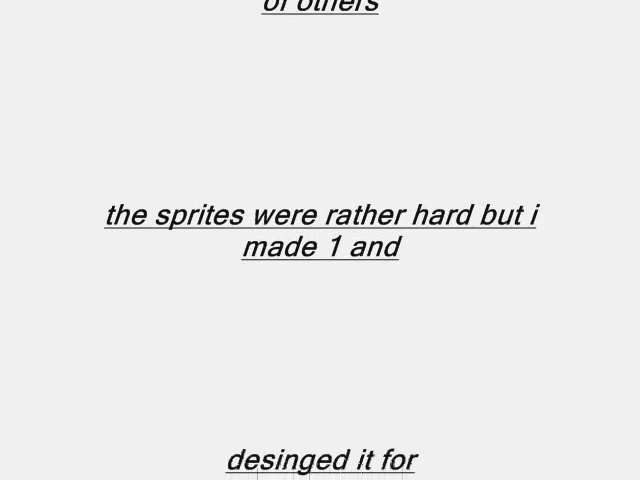 of others
the sprites were rather hard but i
made 1 and
desinged it for